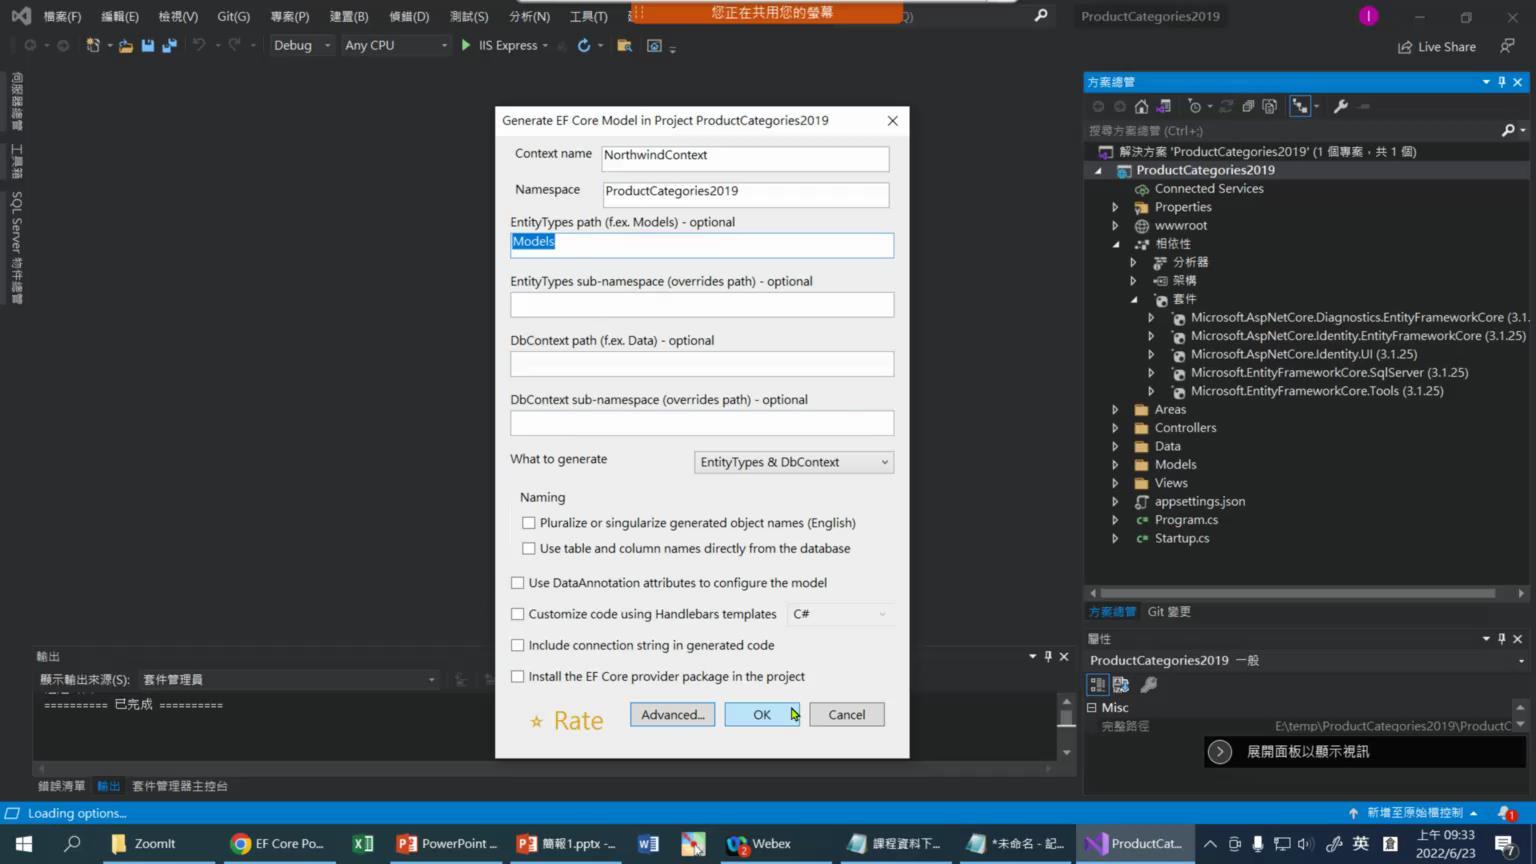 檔案(F) 編輯(E) 檢視(V) Git(G) 專案(P) 建置(B) 偵錯(D) 測試(S) 分析(N) 工具(T)
您正在共用您的螢幕
ProductCategories2019
I
Debug Any CPU IIS Express
Live Share
伺服器總管
工具箱
SQL Server 物件總管
Generate EF Core Model in Project ProductCategories2019
Context name NorthwindContext
Namespace ProductCategories2019
EntityTypes path (f.ex. Models) - optional
Models
EntityTypes sub-namespace (overrides path) - optional
DbContext path (f.ex. Data) - optional
DbContext sub-namespace (overrides path) - optional
What to generate EntityTypes & DbContext
Naming
Pluralize or singularize generated object names (English)
Use table and column names directly from the database
Use DataAnnotation attributes to configure the model
Customize code using Handlebars templates C#
Include connection string in generated code
Install the EF Core provider package in the project
Rate Advanced... OK Cancel
方案總管
搜尋方案總管 (Ctrl+;)
解決方案 'ProductCategories2019' (1 個專案，共 1 個)
ProductCategories2019
Connected Services
Properties
wwwroot
相依性
分析器
架構
套件
Microsoft.AspNetCore.Diagnostics.EntityFrameworkCore (3.1.
Microsoft.AspNetCore.Identity.EntityFrameworkCore (3.1.25)
Microsoft.AspNetCore.Identity.UI (3.1.25)
Microsoft.EntityFrameworkCore.SqlServer (3.1.25)
Microsoft.EntityFrameworkCore.Tools (3.1.25)
Areas
Controllers
Data
Models
Views
appsettings.json
Program.cs
Startup.cs
方案總管 Git 變更
屬性
ProductCategories2019 一般
Misc
完整路徑 E:\temp\ProductCategories2019\ProductC
展開面板以顯示視訊
輸出
顯示輸出來源(S): 套件管理員
========== 已完成 ==========
錯誤清單 輸出 套件管理器主控台
Loading options... 新增至原始檔控制 1
ZoomIt EF Core Po... PowerPoint ... 簡報1.pptx -... 2 Webex 課程資料下... *未命名 - 記... ProductCat... 英 上午 09:33
2022/6/23 7